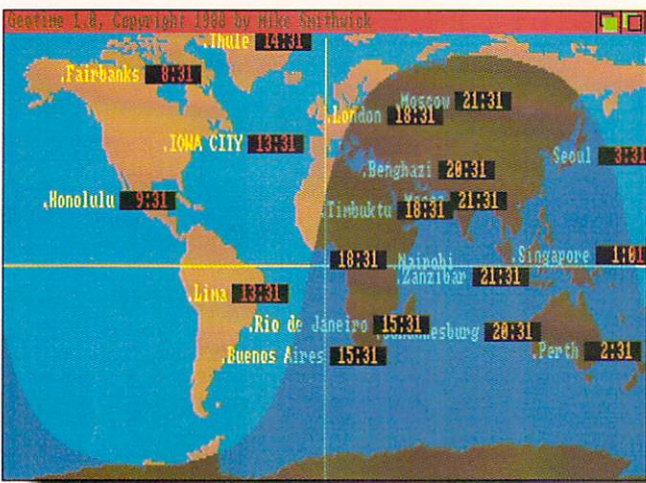 Geotime 1.0, Copyright 1988 by Mike Smithwick
.Thule 14:31
.Fairbanks 8:31
.Moscow 21:31
.London 18:31
.IOWA CITY 13:31
Seoul 3:31
.Benghazi 20:31
.Honolulu 9:31
21:31
.Timbuktu 18:31
18:31
.Nairobi
.Singapore 1:01
.Zanzibar 21:31
.Lima 13:31
.Rio de Janeiro 15:31
.Johannesburg 20:31
.Buenos Aires 15:31
.Perth 2:31